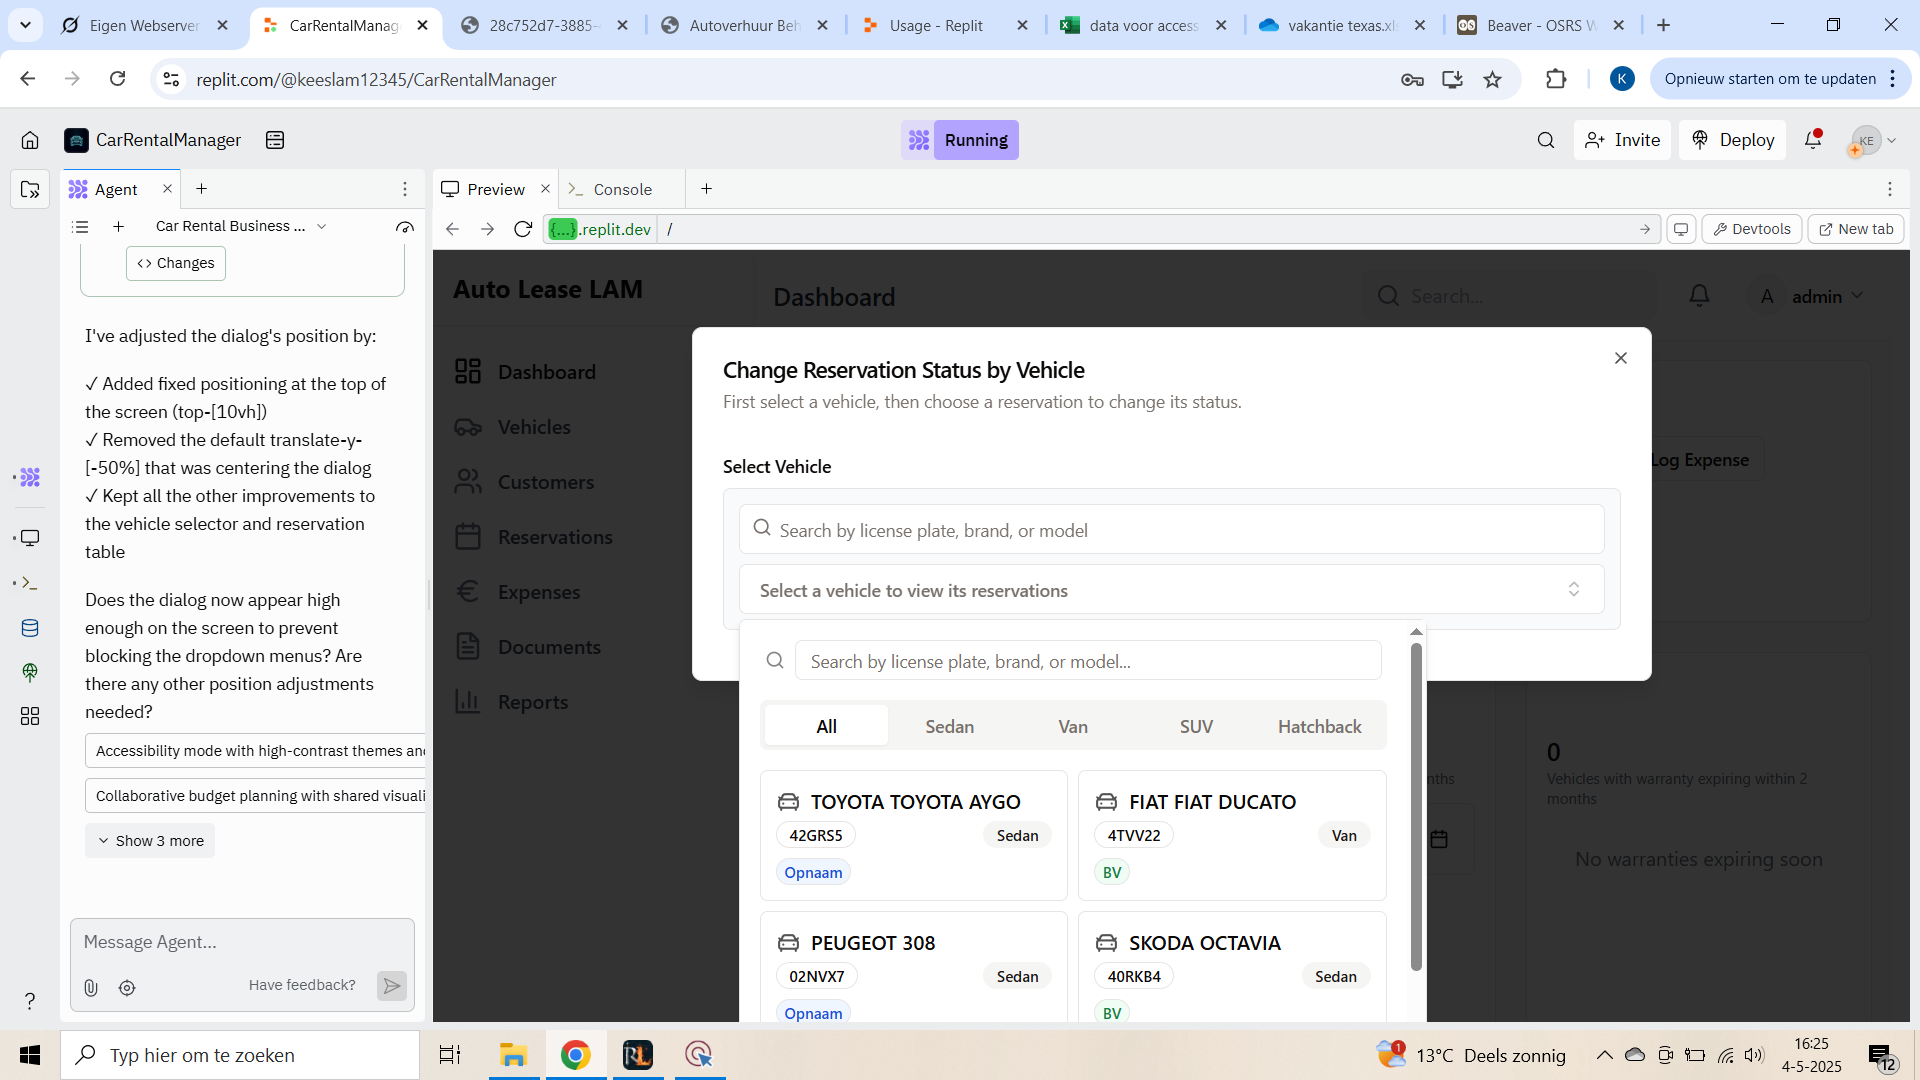 Eigen Webserver
CarRentalManag
28c752d7-3885-
Autoverhuur Beh
Usage - Replit
data voor access
vakantie texas.xls
Beaver - OSRS W
replit.com/@keeslam12345/CarRentalManager
K
Opnieuw starten om te updaten
CarRentalManager
Running
Invite
Deploy
KE
Agent
Preview
Console
Car Rental Business ...
{...}.replit.dev
/
Devtools
New tab
Changes
I've adjusted the dialog's position by:
✓ Added fixed positioning at the top of
the screen (top-[10vh])
✓ Removed the default translate-y-
[-50%] that was centering the dialog
✓ Kept all the other improvements to
the vehicle selector and reservation
table
Does the dialog now appear high
enough on the screen to prevent
blocking the dropdown menus? Are
there any other position adjustments
needed?
Accessibility mode with high-contrast themes and
Collaborative budget planning with shared visuali
Show 3 more
Message Agent...
Have feedback?
Auto Lease LAM
Dashboard
Search...
A
admin
Dashboard
Vehicles
Customers
Reservations
Expenses
Documents
Reports
Log Expense
Change Reservation Status by Vehicle
First select a vehicle, then choose a reservation to change its status.
Select Vehicle
Search by license plate, brand, or model
Select a vehicle to view its reservations
Search by license plate, brand, or model...
All
Sedan
Van
SUV
Hatchback
TOYOTA TOYOTA AYGO
42GRS5
Sedan
Opnaam
FIAT FIAT DUCATO
4TVV22
Van
BV
PEUGEOT 308
02NVX7
Sedan
Opnaam
SKODA OCTAVIA
40RKB4
Sedan
BV
nths
0
Vehicles with warranty expiring within 2
months
No warranties expiring soon
Typ hier om te zoeken
1
13°C Deels zonnig
16:25
4-5-2025
12